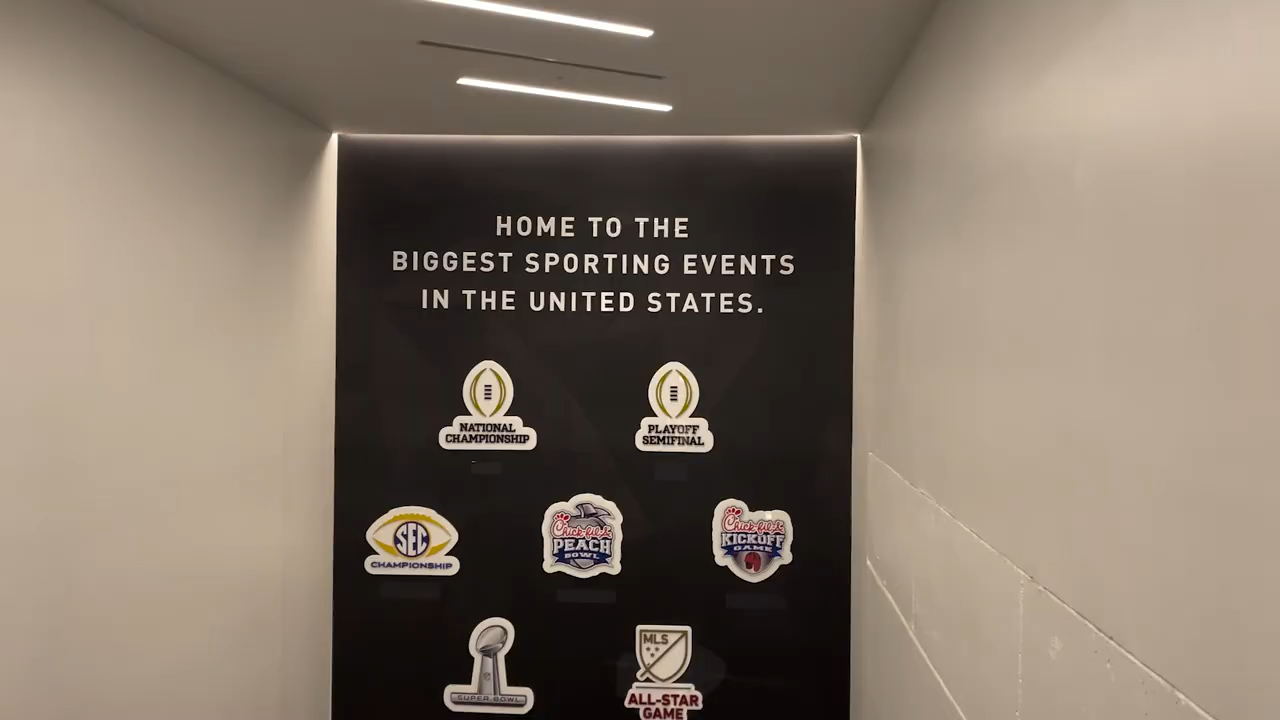 HOME TO THE
BIGGEST SPORTING EVENTS
IN THE UNITED STATES.
NATIONAL
CHAMPIONSHIP
PLAYOFF
SEMIFINAL
SEC
CHAMPIONSHIP
Chick-fil-A
PEACH
BOWL
Chick-fil-A
KICKOFF
GAME
SUPER BOWL
MLS
ALL-STAR
GAME